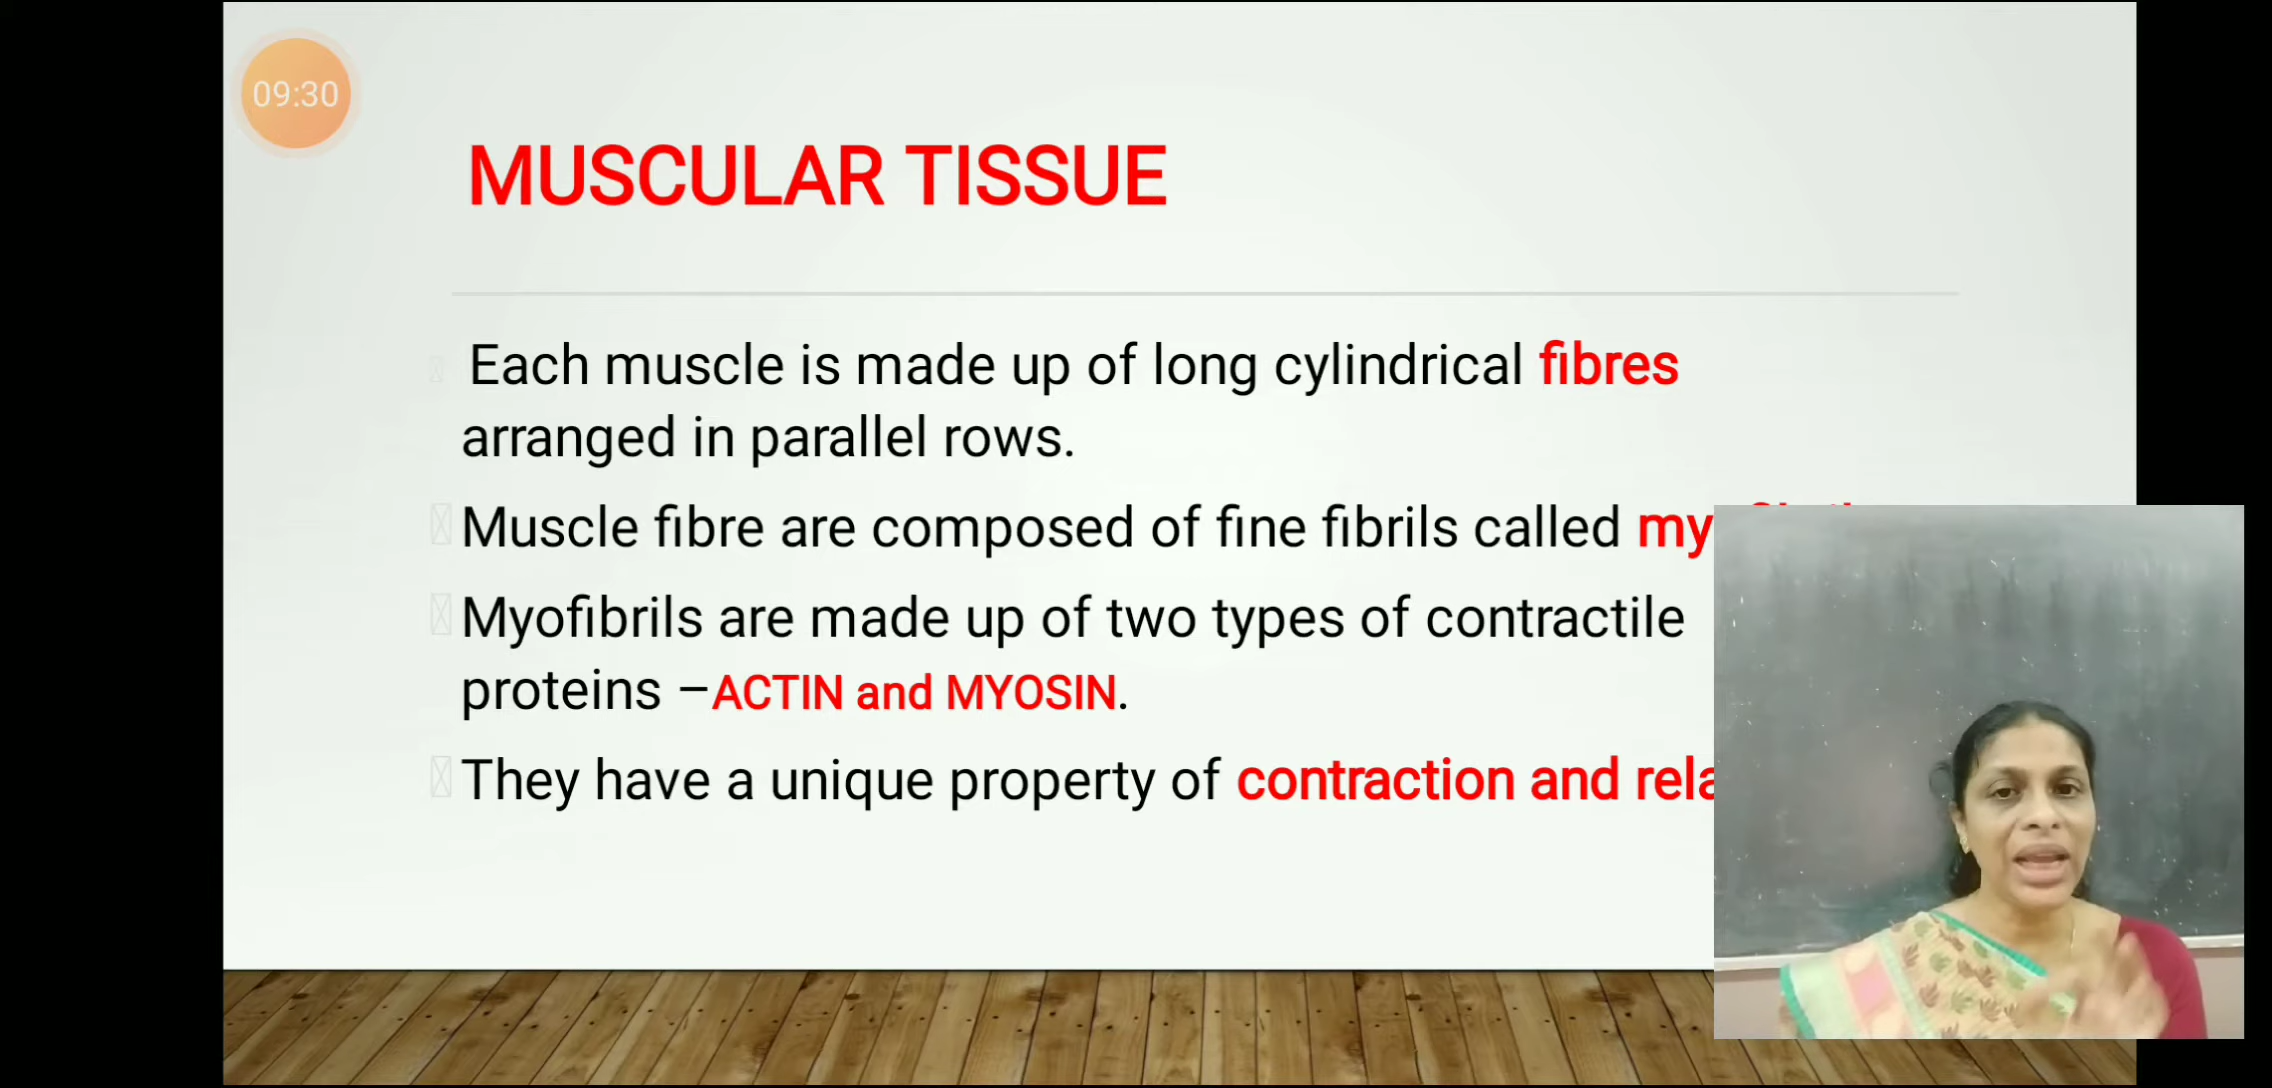 09:30
MUSCULAR TISSUE
Each muscle is made up of long cylindrical fibres
arranged in parallel rows.
Muscle fibre are composed of fine fibrils called
Myofibrils are made up of two types of contractile
proteins –ACTIN and MYOSIN.
They have a unique property of contraction and